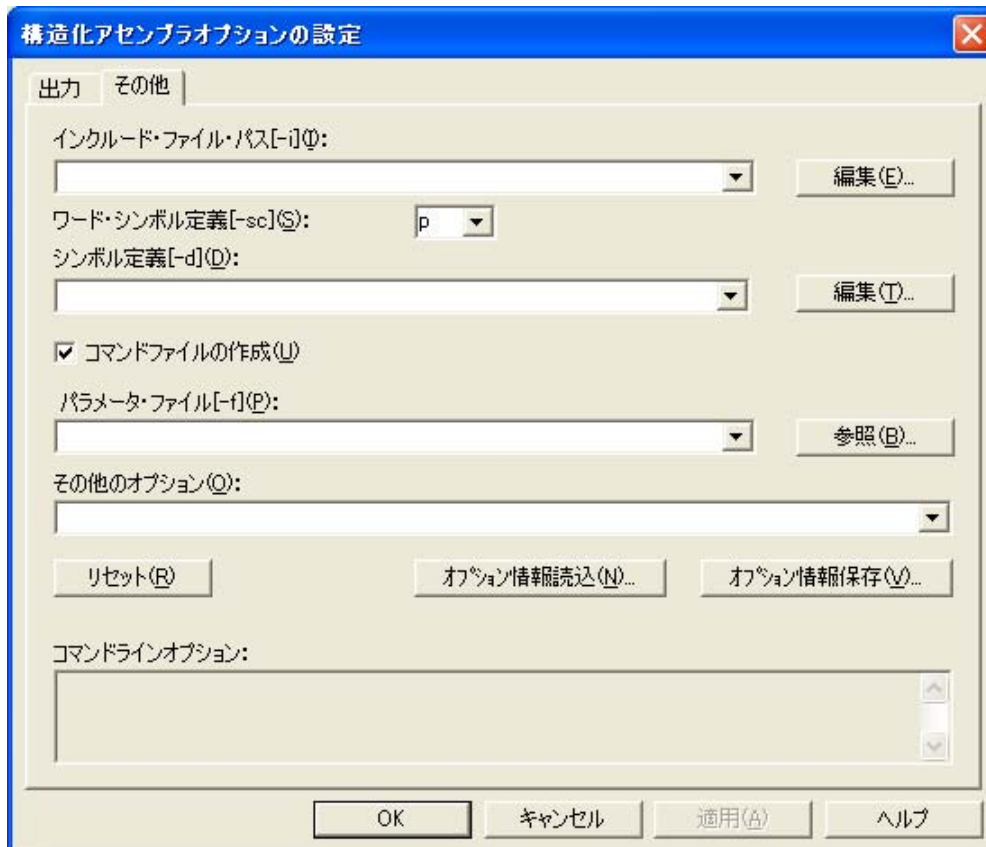 構造化アセンブラオプションの設定
出力 その他
インクルード・ファイル・パス[-i](I):
編集(E)...
ワード・シンボル定義[-sc](S): p
シンボル定義[-d](D):
編集(T)...
コマンドファイルの作成(U)
パラメータ・ファイル[-f](P):
参照(B)...
その他のオプション(O):
リセット(R) オプション情報読込(N)... オプション情報保存(V)...
コマンドラインオプション:
OK キャンセル 適用(A) ヘルプ